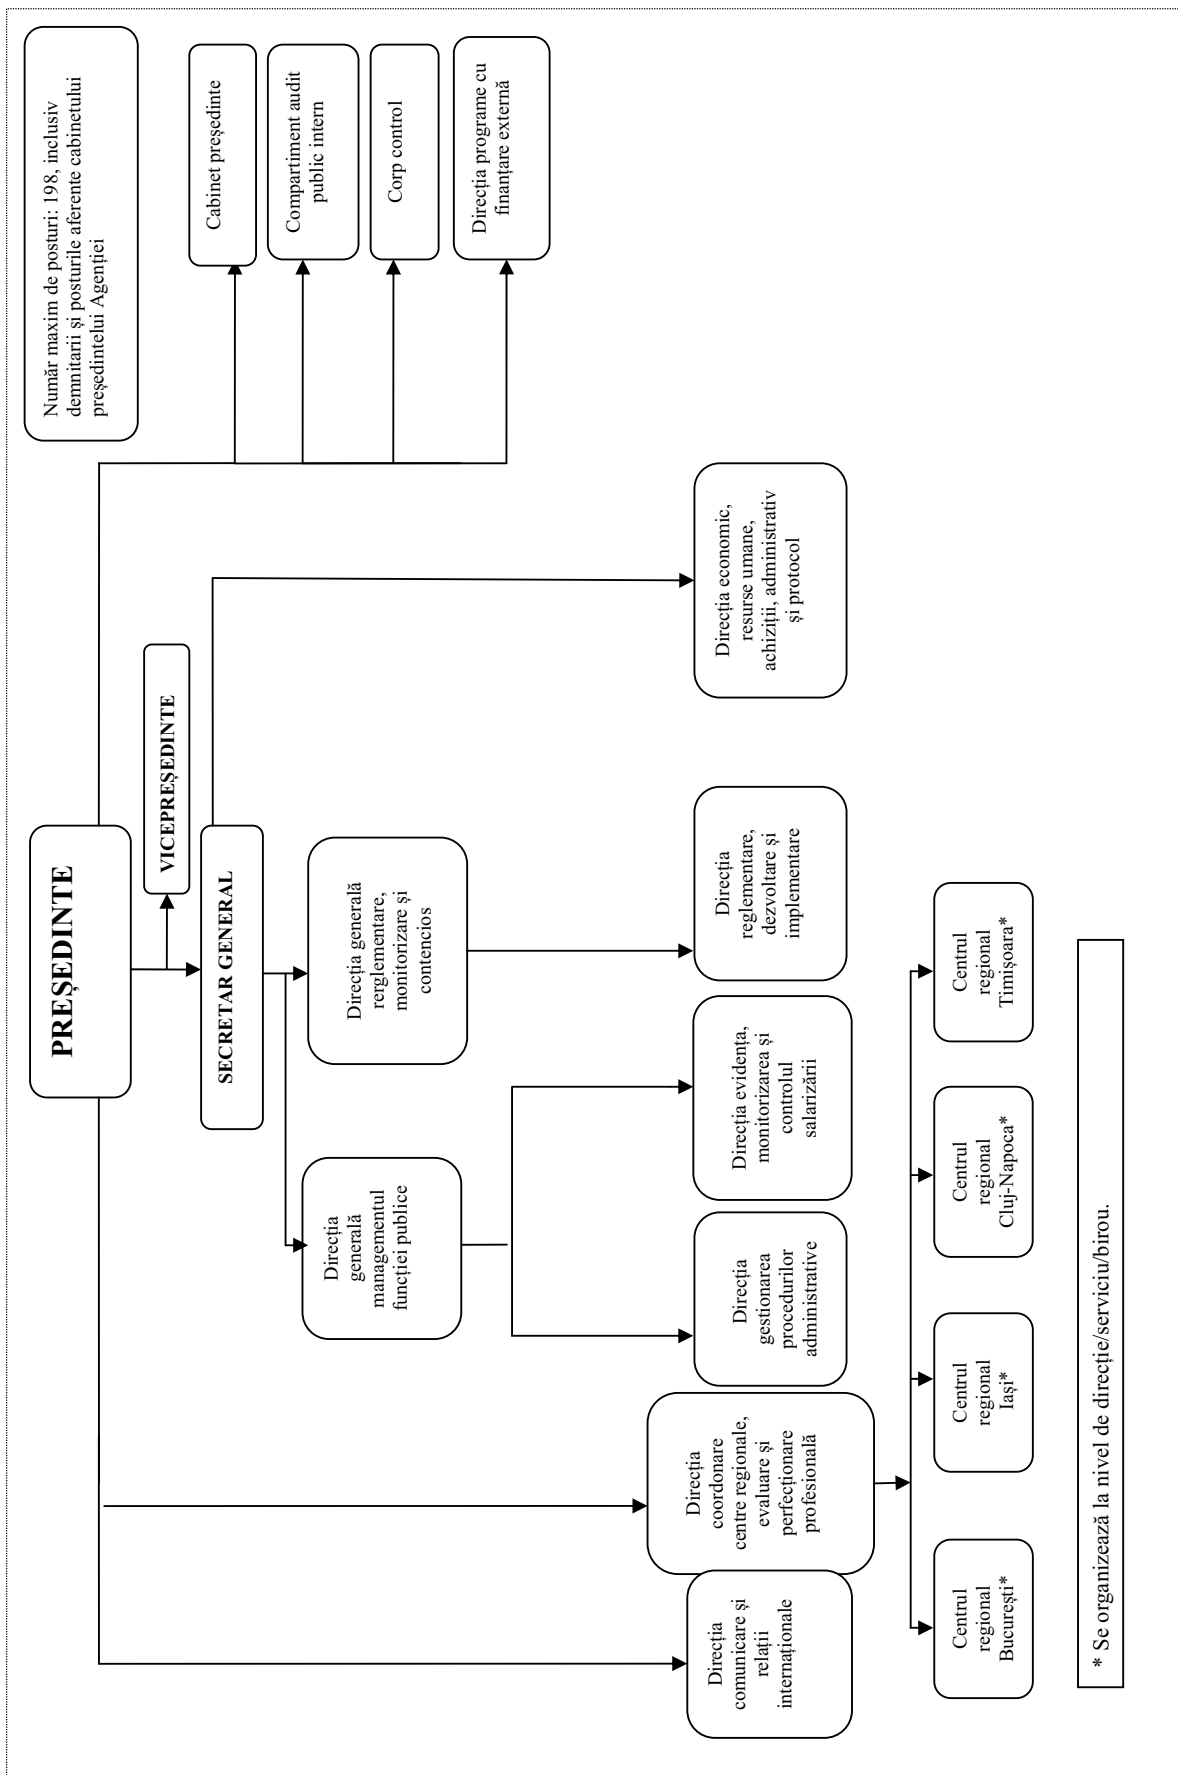 Număr maxim de posturi: 198, inclusiv
demnitarii și posturile aferente cabinetului
președintelui Agenției
PREȘEDINTE
VICEPREȘEDINTE
SECRETAR GENERAL
Cabinet președinte
Compartiment audit
public intern
Corp control
Direcția programe cu
finanțare externă
Direcția
generală
managementul
funcției publice
Direcția generală
rerglementare,
monitorizare și
contencios
Direcția
comunicare și
relații
internaționale
Direcția
coordonare
centre regionale,
evaluare și
perfecționare
profesională
Direcția
gestionarea
procedurilor
administrative
Direcția evidența,
monitorizarea și
controlul
salarizării
Direcția
reglementare,
dezvoltare și
implementare
Direcția economic,
resurse umane,
achiziții, administrativ
și protocol
Centrul
regional
București*
Centrul
regional
Iași*
Centrul
regional
Cluj-Napoca*
Centrul
regional
Timișoara*
* Se organizează la nivel de direcție/serviciu/birou.